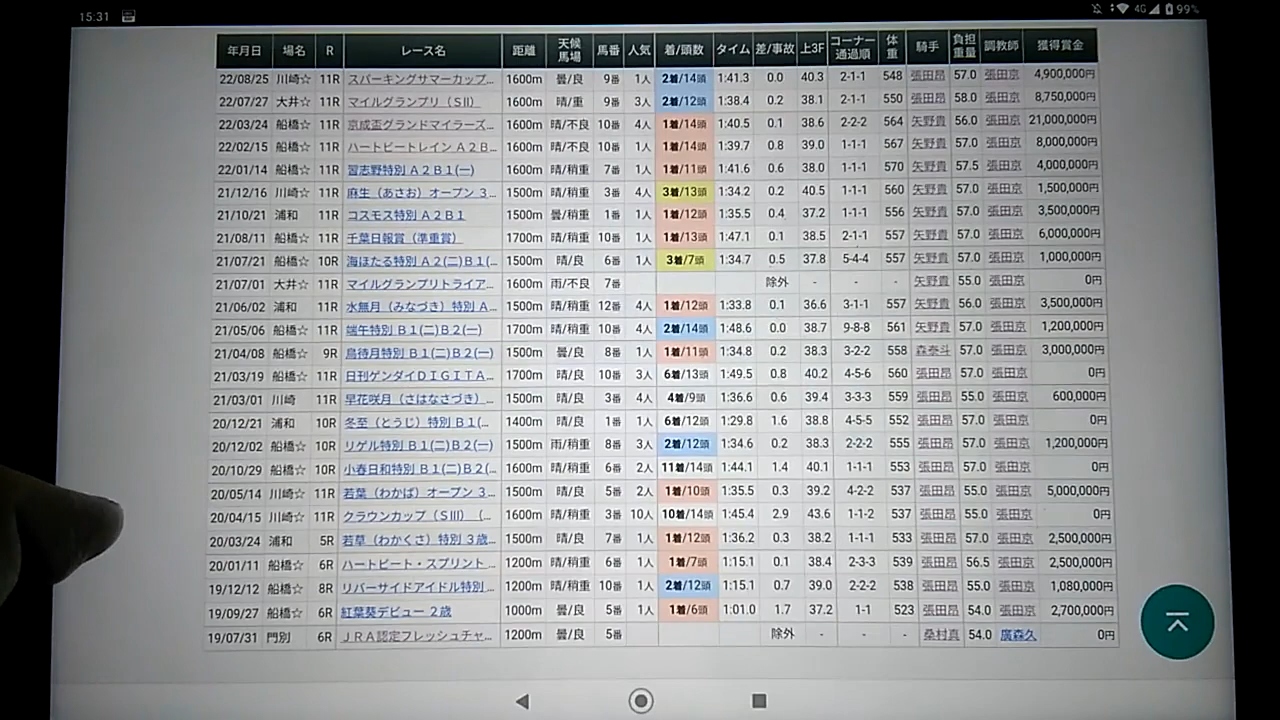 15:31 4G 99%
年月日 場名 R レース名 距離 天候馬場 馬番 人気 着/頭数 タイム 差/事故 上3F コーナー通過順 体重 騎手 負担重量 調教師 獲得賞金
22/08/25 川崎☆ 11R スパーキングサマーカップ… 1600m 曇/良 9番 1人 2着/14頭 1:41.3 0.0 40.3 2-1-1 548 張田昂 57.0 張田京 4,900,000円
22/07/27 大井☆ 11R マイルグランプリ（SII） 1600m 晴/重 9番 3人 2着/12頭 1:38.4 0.2 38.1 2-1-1 550 張田昂 58.0 張田京 8,750,000円
22/03/24 船橋☆ 11R 京成盃グランドマイラーズ… 1600m 晴/不良 10番 4人 1着/14頭 1:40.5 0.1 38.6 2-2-2 564 矢野貴 56.0 張田京 21,000,000円
22/02/15 船橋☆ 11R ハートビートレイン Ａ２Ｂ… 1600m 晴/不良 10番 1人 1着/14頭 1:39.7 0.8 39.0 1-1-1 567 矢野貴 57.0 張田京 8,000,000円
22/01/14 船橋☆ 11R 習志野特別 Ａ２Ｂ１(一) 1600m 晴/稍重 7番 1人 1着/11頭 1:41.6 0.6 38.0 1-1-1 570 矢野貴 57.5 張田京 4,000,000円
21/12/16 川崎☆ 11R 麻生（あさお）オープン ３… 1500m 晴/稍重 3番 4人 3着/13頭 1:34.2 0.2 40.5 1-1-1 560 矢野貴 57.0 張田京 1,500,000円
21/10/21 浦和 11R コスモス特別 Ａ２Ｂ１ 1500m 曇/稍重 1番 1人 1着/12頭 1:35.5 0.4 37.2 1-1-1 556 矢野貴 57.0 張田京 3,500,000円
21/08/11 船橋☆ 11R 千葉日報賞（準重賞） 1700m 晴/稍重 10番 1人 1着/13頭 1:47.1 0.1 38.5 2-1-1 557 矢野貴 57.0 張田京 6,000,000円
21/07/21 船橋☆ 10R 海ほたる特別 Ａ２(二)Ｂ１(… 1500m 晴/良 6番 1人 3着/7頭 1:34.7 0.5 37.8 5-4-4 557 矢野貴 57.0 張田京 1,000,000円
21/07/01 大井☆ 11R マイルグランプリトライア… 1600m 雨/不良 7番 除外 - - - 矢野貴 55.0 張田京 0円
21/06/02 浦和 11R 水無月（みなづき）特別 Ａ… 1500m 晴/稍重 12番 4人 1着/12頭 1:33.8 0.1 36.6 3-1-1 557 矢野貴 56.0 張田京 3,500,000円
21/05/06 船橋☆ 11R 端午特別 Ｂ１(二)Ｂ２(一) 1700m 晴/稍重 10番 4人 2着/14頭 1:48.6 0.0 38.7 9-8-8 561 矢野貴 57.0 張田京 1,200,000円
21/04/08 船橋☆ 9R 鳥待月特別 Ｂ１(二)Ｂ２(一) 1500m 曇/良 8番 1人 1着/11頭 1:34.8 0.2 38.3 3-2-2 558 森泰斗 57.0 張田京 3,000,000円
21/03/19 船橋☆ 11R 日刊ゲンダイＤＩＧＩＴＡ… 1700m 晴/良 10番 3人 6着/13頭 1:49.5 0.8 40.2 4-5-6 560 張田昂 57.0 張田京 0円
21/03/01 川崎 11R 早花咲月（さはなさづき）… 1500m 晴/良 3番 4人 4着/9頭 1:36.6 0.6 39.4 3-3-3 559 張田昂 55.0 張田京 600,000円
20/12/21 浦和 10R 冬至（とうじ）特別 Ｂ１(… 1400m 晴/良 1番 1人 6着/12頭 1:29.8 1.6 38.8 4-5-5 552 張田昂 57.0 張田京 0円
20/12/02 船橋☆ 10R リゲル特別 Ｂ１(二)Ｂ２(一) 1500m 雨/稍重 8番 3人 2着/12頭 1:34.6 0.2 38.3 2-2-2 555 張田昂 57.0 張田京 1,200,000円
20/10/29 船橋☆ 10R 小春日和特別 Ｂ１(二)Ｂ２(… 1600m 晴/稍重 6番 2人 11着/14頭 1:44.1 1.4 40.1 1-1-1 553 張田昂 57.0 張田京 0円
20/05/14 川崎☆ 11R 若葉（わかば）オープン ３… 1500m 晴/良 5番 2人 1着/10頭 1:35.5 0.3 39.2 4-2-2 537 張田昂 55.0 張田京 5,000,000円
20/04/15 川崎☆ 11R クラウンカップ（SIII）（… 1600m 晴/稍重 3番 10人 10着/14頭 1:45.4 2.9 43.6 1-1-2 537 張田昂 55.0 張田京 0円
20/03/24 浦和 5R 若草（わかくさ）特別 ３歳… 1500m 晴/良 7番 1人 1着/12頭 1:36.2 0.3 38.2 1-1-1 533 張田昂 57.0 張田京 2,500,000円
20/01/11 船橋☆ 6R ハートビート・スプリント… 1200m 晴/稍重 6番 1人 1着/7頭 1:15.1 0.1 38.4 2-3-3 539 張田昂 56.5 張田京 2,500,000円
19/12/12 船橋☆ 8R リバーサイドアイドル特別… 1200m 晴/稍重 10番 1人 2着/12頭 1:15.1 0.7 39.0 2-2-2 538 張田昂 55.0 張田京 1,080,000円
19/09/27 船橋☆ 6R 紅葉葵デビュー ２歳 1000m 曇/良 5番 1人 1着/6頭 1:01.0 1.7 37.2 1-1 523 張田昂 54.0 張田京 2,700,000円
19/07/31 門別 6R ＪＲＡ認定フレッシュチャ… 1200m 曇/良 5番 除外 - - - 桑村真 54.0 廣森久 0円